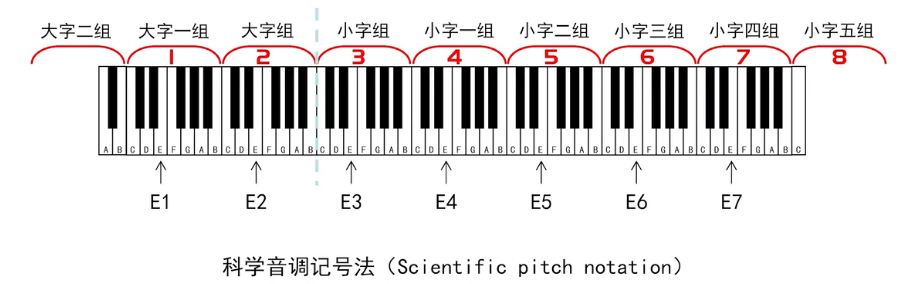 大字二组 大字一组 大字组 小字组 小字一组 小字二组 小字三组 小字四组 小字五组
1 2 3 4 5 6 7 8
A B C D E F G A B C D E F G A B C D E F G A B C D E F G A B C D E F G A B C D E F G A B C D E F G A B C
E1 E2 E3 E4 E5 E6 E7
科学音调记号法（Scientific pitch notation）